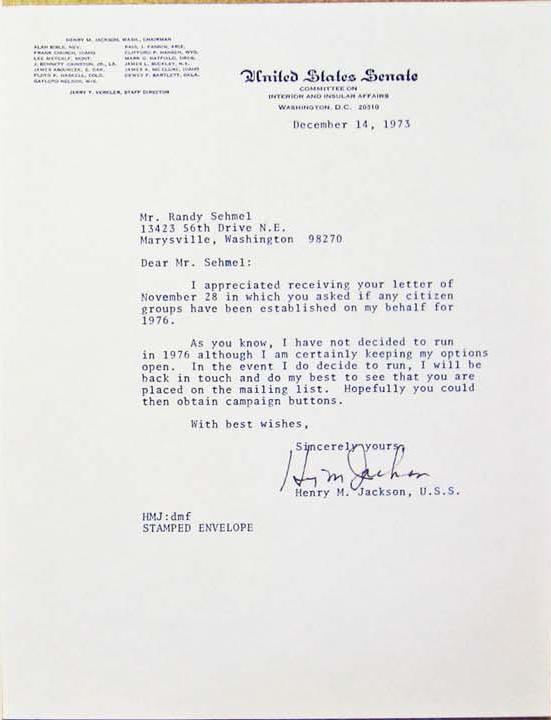 HENRY M. JACKSON, WASH., CHAIRMAN
ALAN BIBLE, NEV. PAUL J. FANNIN, ARIZ.
FRANK CHURCH, IDAHO CLIFFORD P. HANSEN, WYO.
LEE METCALF, MONT. MARK O. HATFIELD, OREG.
J. BENNETT JOHNSTON, JR., LA. JAMES L. BUCKLEY, N.Y.
JAMES ABOUREZK, S. DAK. JAMES A. MC CLURE, IDAHO
FLOYD K. HASKELL, COLO. DEWEY F. BARTLETT, OKLA.
GAYLORD NELSON, WIS.
JERRY T. VERKLER, STAFF DIRECTOR
United States Senate
COMMITTEE ON
INTERIOR AND INSULAR AFFAIRS
WASHINGTON, D.C. 20510
December 14, 1973
Mr. Randy Sehmel
13423 56th Drive N.E.
Marysville, Washington 98270
Dear Mr. Sehmel:
I appreciated receiving your letter of
November 28 in which you asked if any citizen
groups have been established on my behalf for
1976.
As you know, I have not decided to run
in 1976 although I am certainly keeping my options
open. In the event I do decide to run, I will be
back in touch and do my best to see that you are
placed on the mailing list. Hopefully you could
then obtain campaign buttons.
With best wishes,
Sincerely yours,
Henry M. Jackson
Henry M. Jackson, U.S.S.
HMJ:dmf
STAMPED ENVELOPE